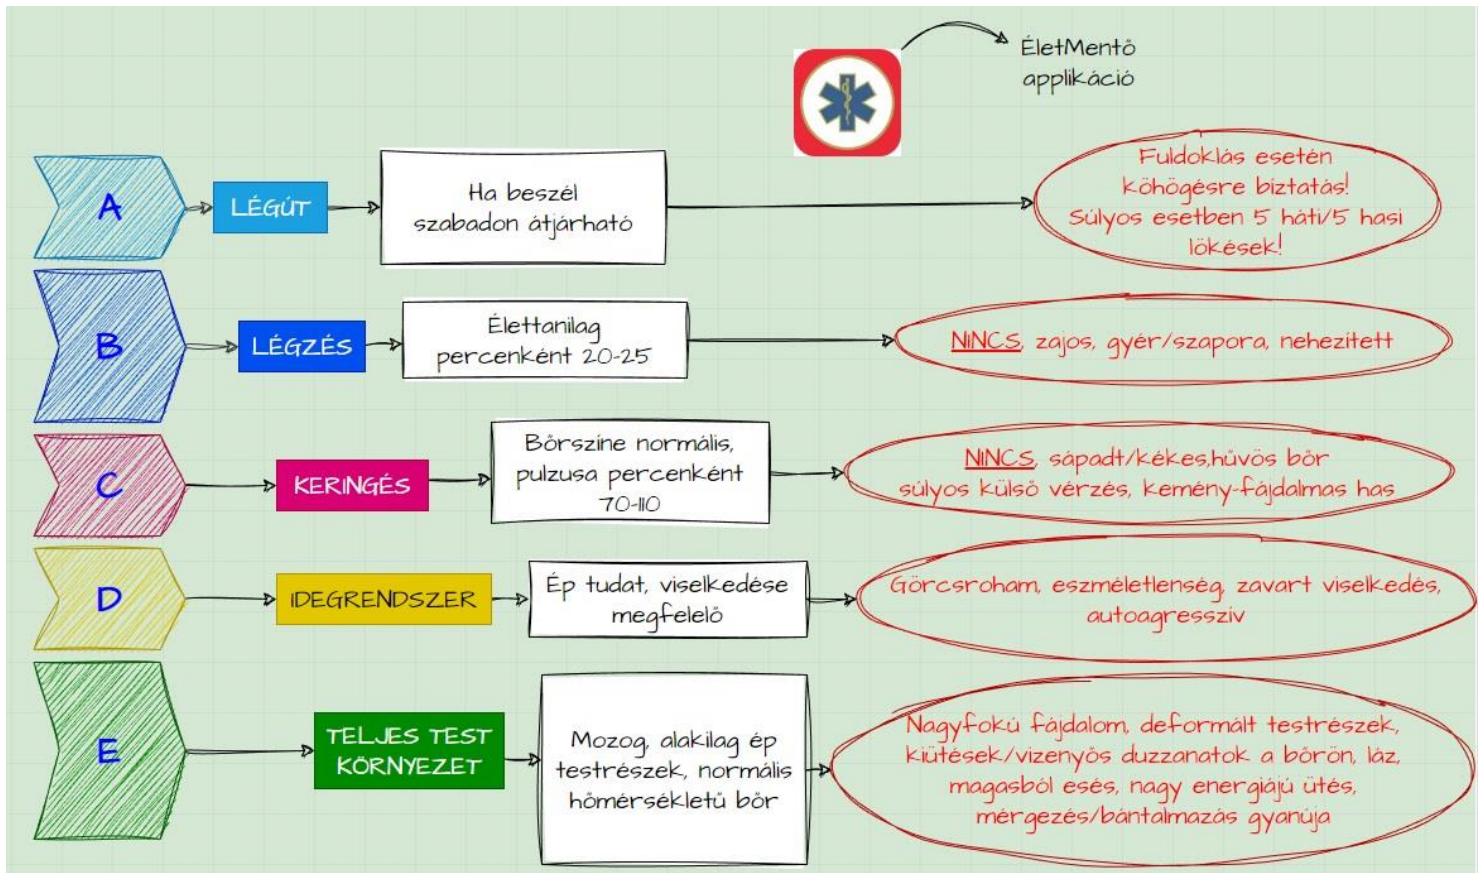 ÉletMentő
applikáció
A
LÉGÚT
Ha beszél
szabadon átjárható
Fuldoklás esetén
köhögésre bíztatás!
Súlyos esetben 5 háti/5 hasi
lökések!
B
LÉGZÉS
Élettanilag
percenként 20-25
NINCS, zajos, gyér/szapora, nehezített
C
KERINGÉS
Bőrszíne normális,
pulzusa percenként
70-110
NINCS, sápadt/kékes,hűvös bőr
súlyos külső vérzés, kemény-fájdalmas has
D
IDEGRENDSZER
Ép tudat, viselkedése
megfelelő
Görcsroham, eszméletlenség, zavart viselkedés,
autoagresszív
E
TELJES TEST
KÖRNYEZET
Mozog, alakilag ép
testrészek, normális
hőmérsékletű bőr
Nagyfokú fájdalom, deformált testrészek,
kiütések/vizenyős duzzanatok a bőrön, láz,
magasból esés, nagy energiájú ütés,
mérgezés/bántalmazás gyanúja